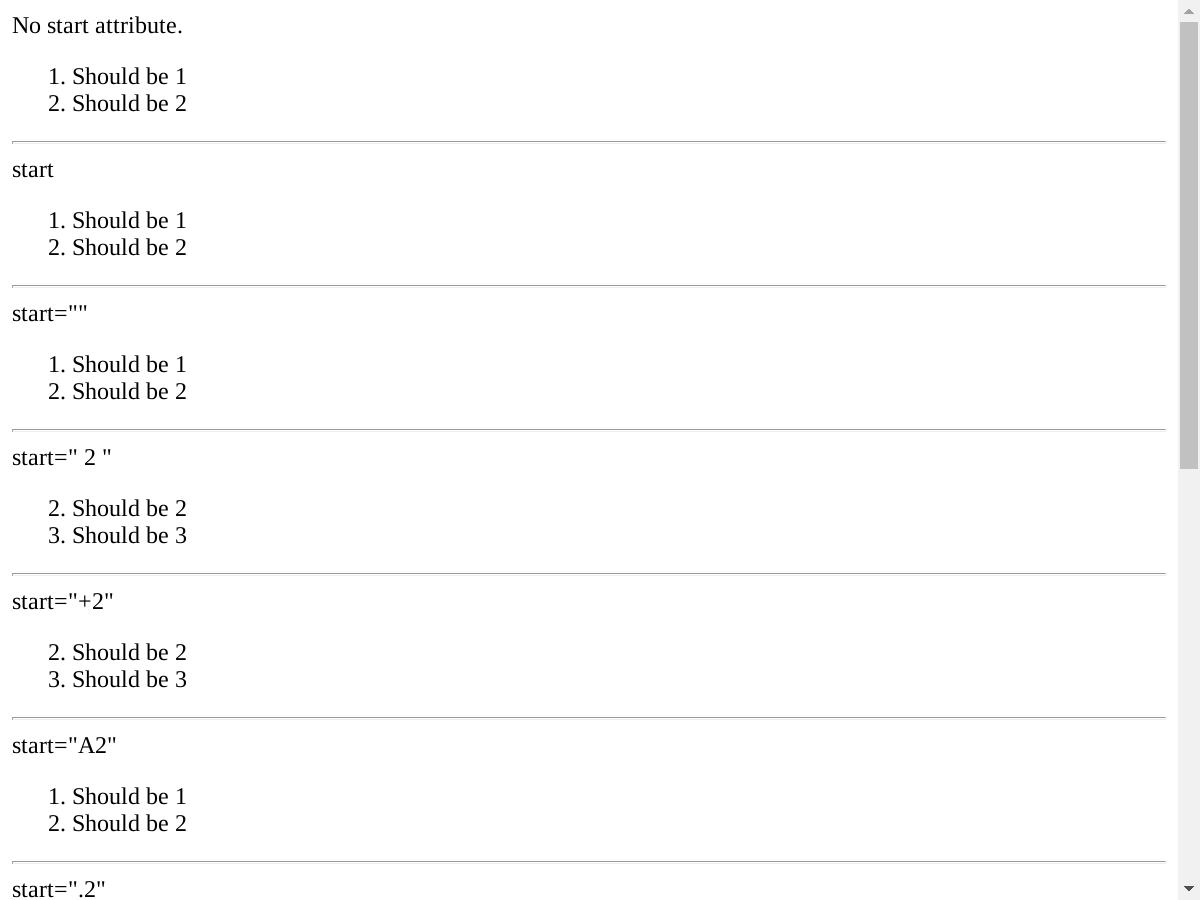 No start attribute.
1. Should be 1
2. Should be 2
start
1. Should be 1
2. Should be 2
start=""
1. Should be 1
2. Should be 2
start=" 2 "
2. Should be 2
3. Should be 3
start="+2"
2. Should be 2
3. Should be 3
start="A2"
1. Should be 1
2. Should be 2
start=".2"